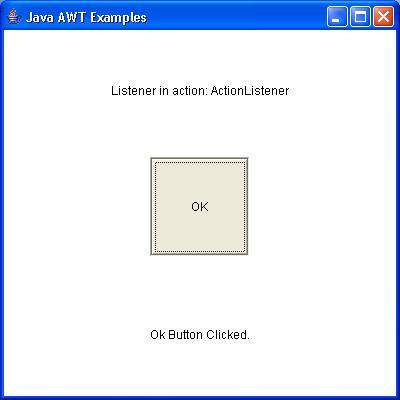 Java AWT Examples
Listener in action: ActionListener
OK
Ok Button Clicked.